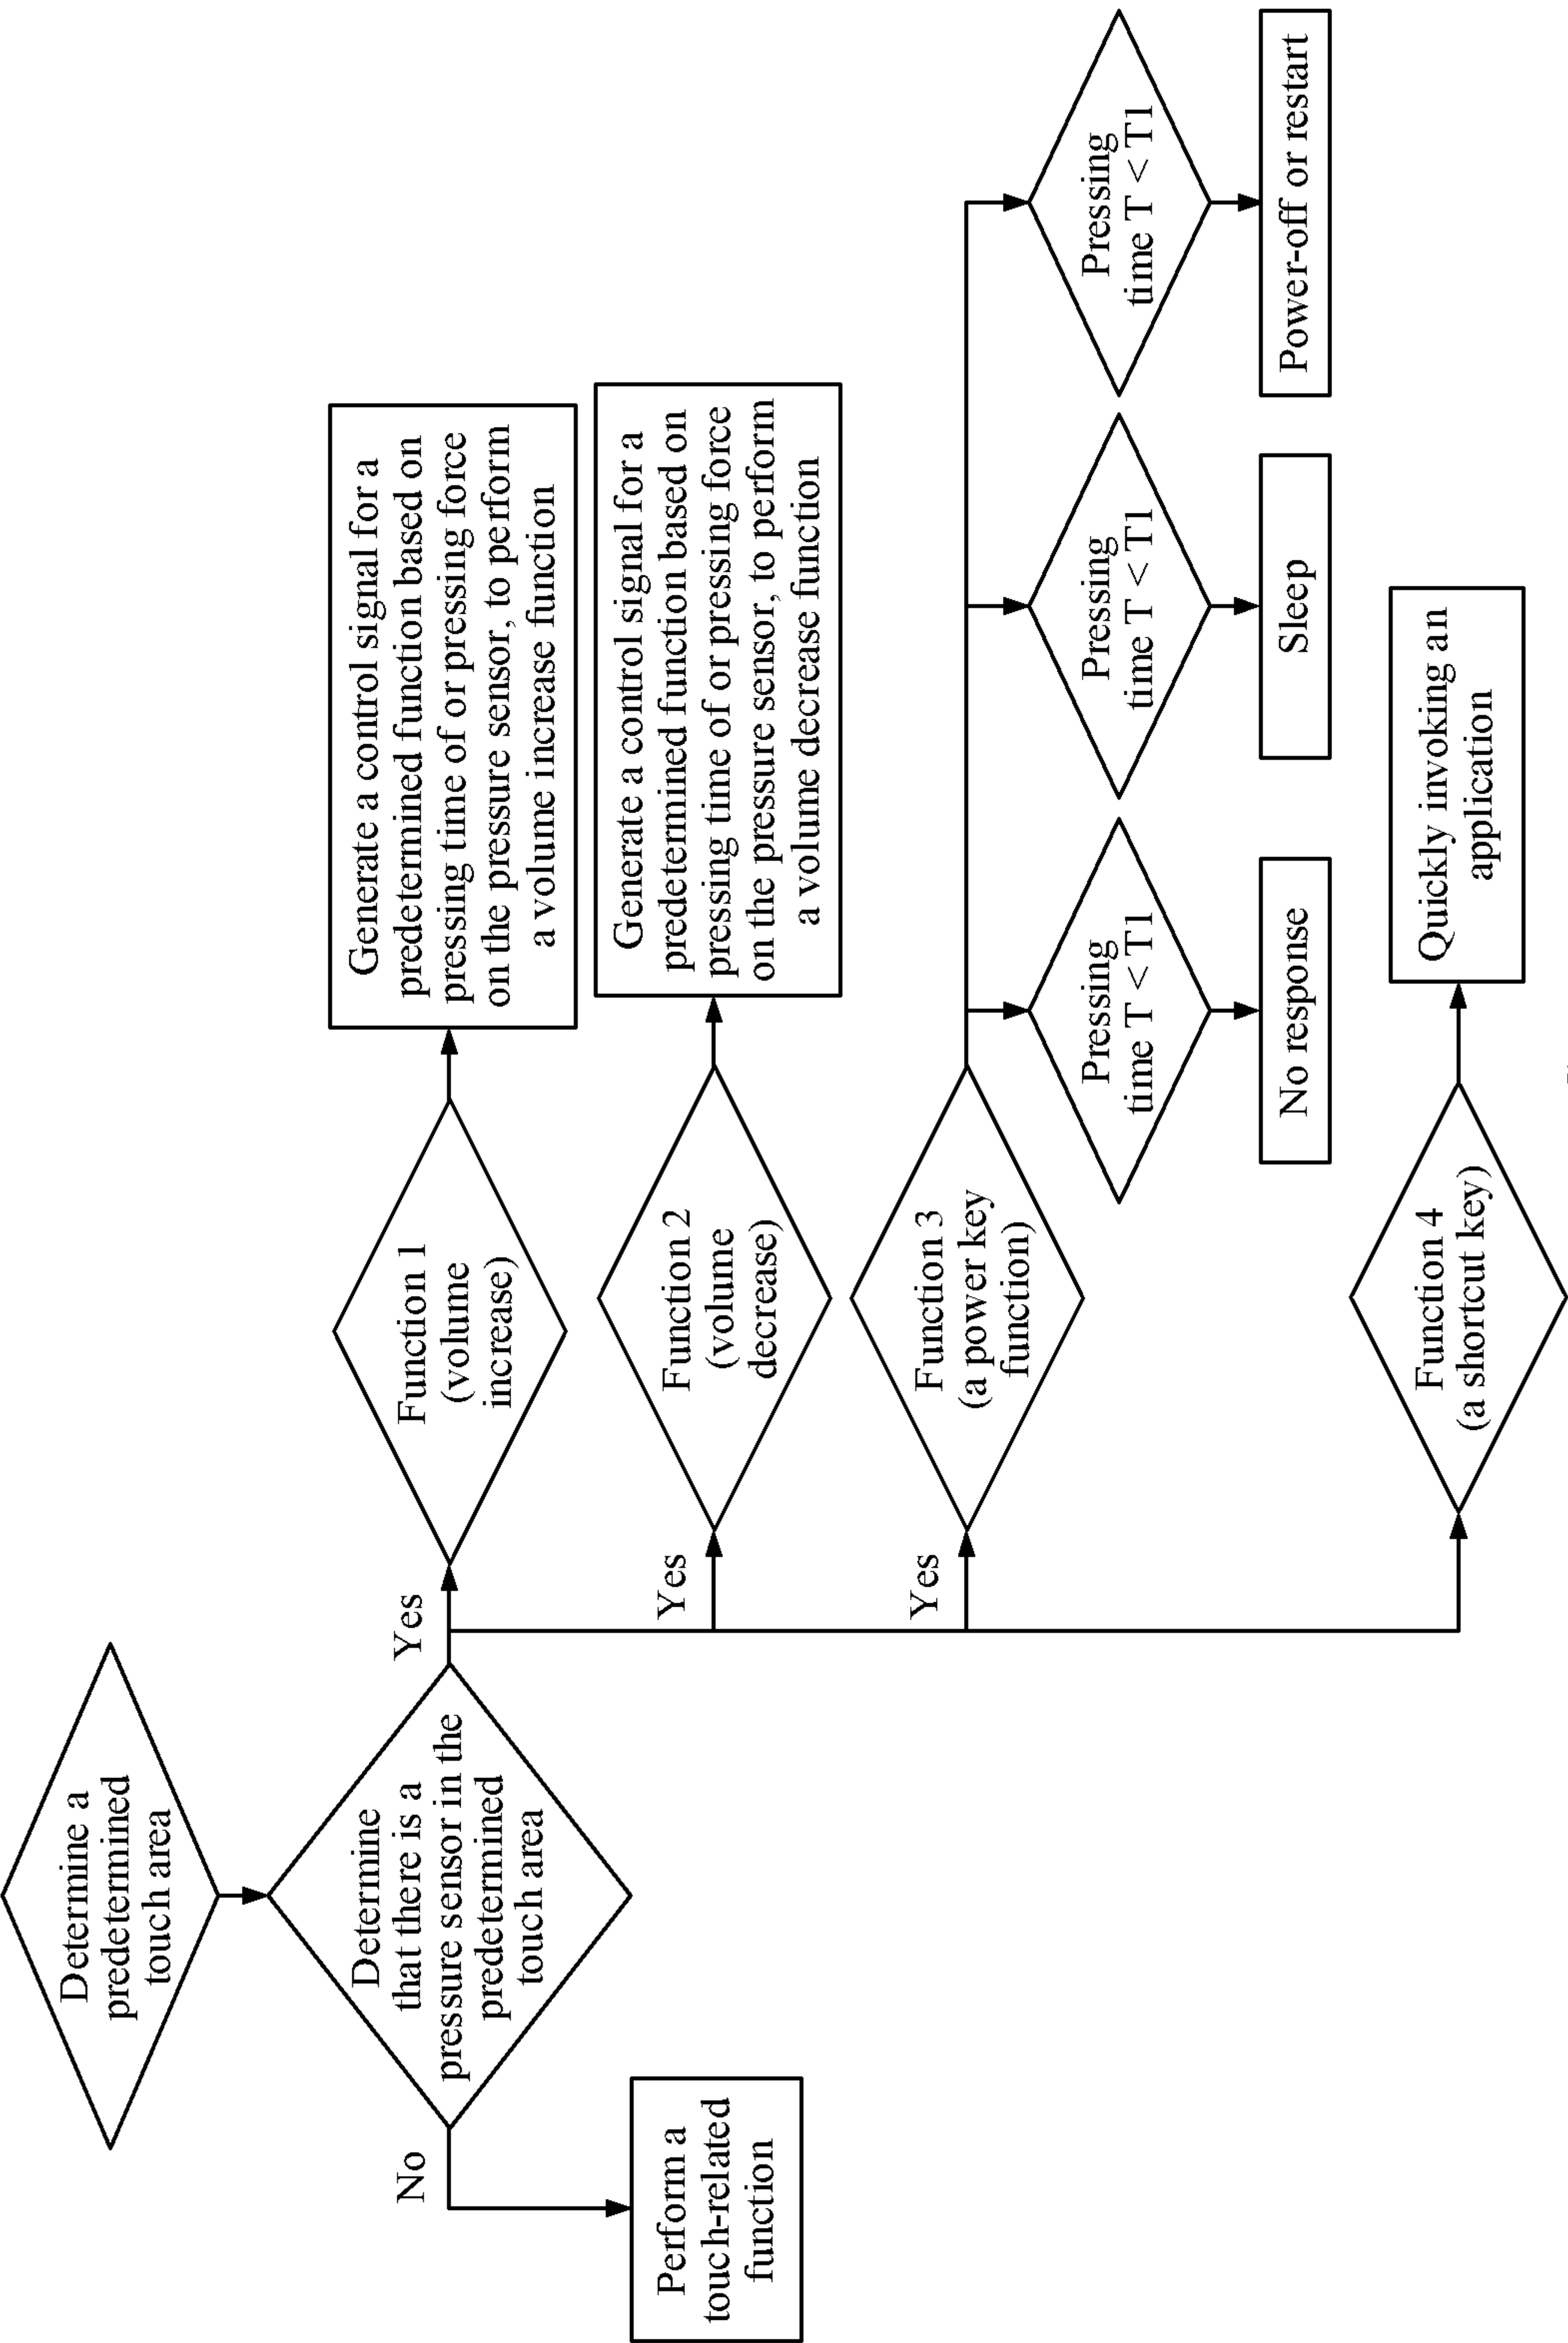 Determine a
predetermined
touch area
Determine
that there is a
pressure sensor in the
predetermined
touch area
No
Perform a
touch-related
function
Yes
Function 1
(volume
increase)
Generate a control signal for a
predetermined function based on
pressing time of or pressing force
on the pressure sensor, to perform
a volume increase function
Yes
Function 2
(volume
decrease)
Generate a control signal for a
predetermined function based on
pressing time of or pressing force
on the pressure sensor, to perform
a volume decrease function
Yes
Function 3
(a power key
function)
Pressing
time T < T1
No response
Pressing
time T < T1
Sleep
Pressing
time T < T1
Power-off or restart
Function 4
(a shortcut key)
Quickly invoking an
application